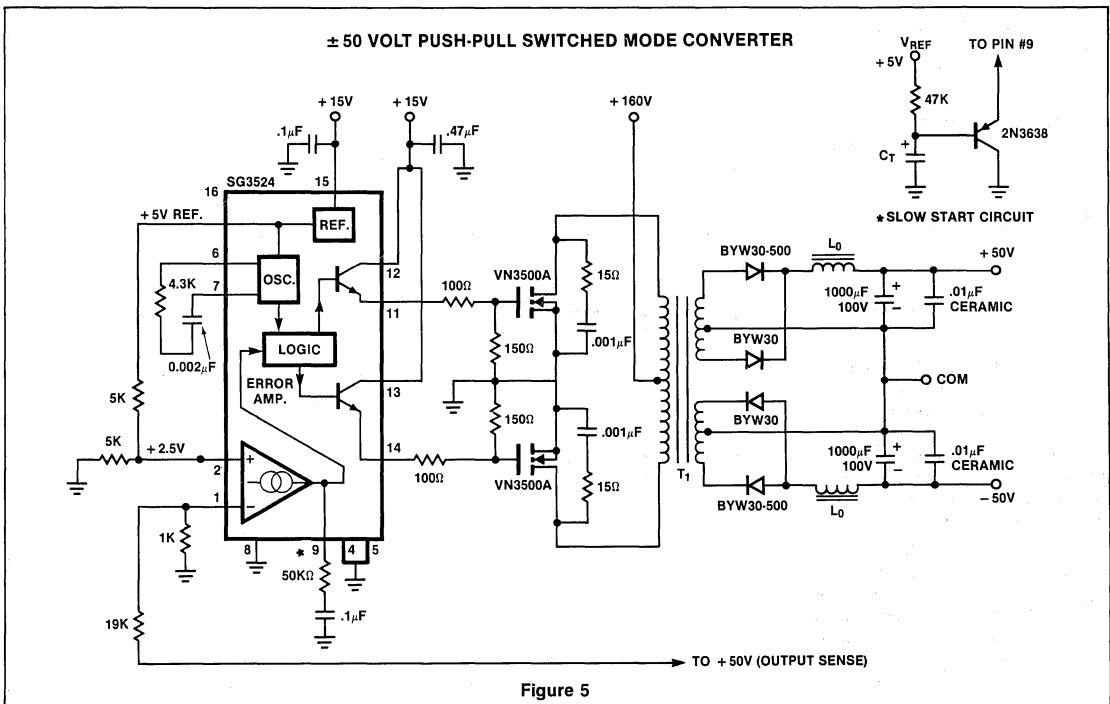 ± 50 VOLT PUSH-PULL SWITCHED MODE CONVERTER
VREF
+5V
TO PIN #9
47K
2N3638
+
CT
*SLOW START CIRCUIT
+15V
+15V
+160V
.1μF
.47μF
SG3524
16
15
+5V REF.
REF.
6
OSC.
12
4.3K
7
11
100Ω
VN3500A
15Ω
.001μF
150Ω
LOGIC
0.002μF
ERROR
AMP.
13
5K
5K
+2.5V
150Ω
14
100Ω
VN3500A
.001μF
15Ω
2
+
1
−
1K
8
*
9
4
5
50KΩ
.1μF
19K
T1
BYW30-500
L0
+50V
1000μF
100V
+
−
.01μF
CERAMIC
BYW30
COM
BYW30
1000μF
100V
+
−
.01μF
CERAMIC
BYW30-500
L0
−50V
TO +50V (OUTPUT SENSE)
Figure 5